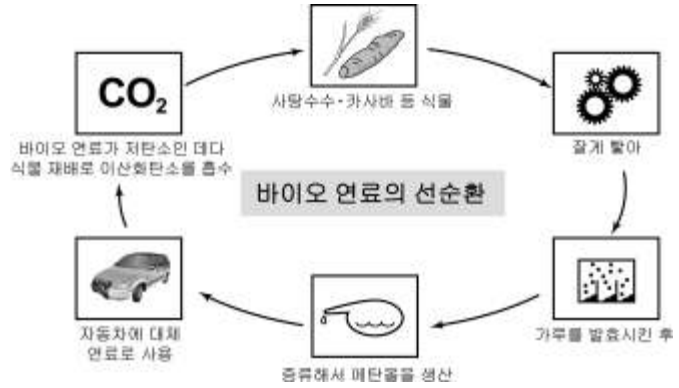 CO₂
바이오 연료가 저탄소인 데다
식물 재배로 이산화탄소를 흡수
사탕수수·카사바 등 식물
잘게 빻아
바이오 연료의 선순환
자동차에 대체
연료로 사용
가루를 발효시킨 후
증류해서 메탄올을 생산